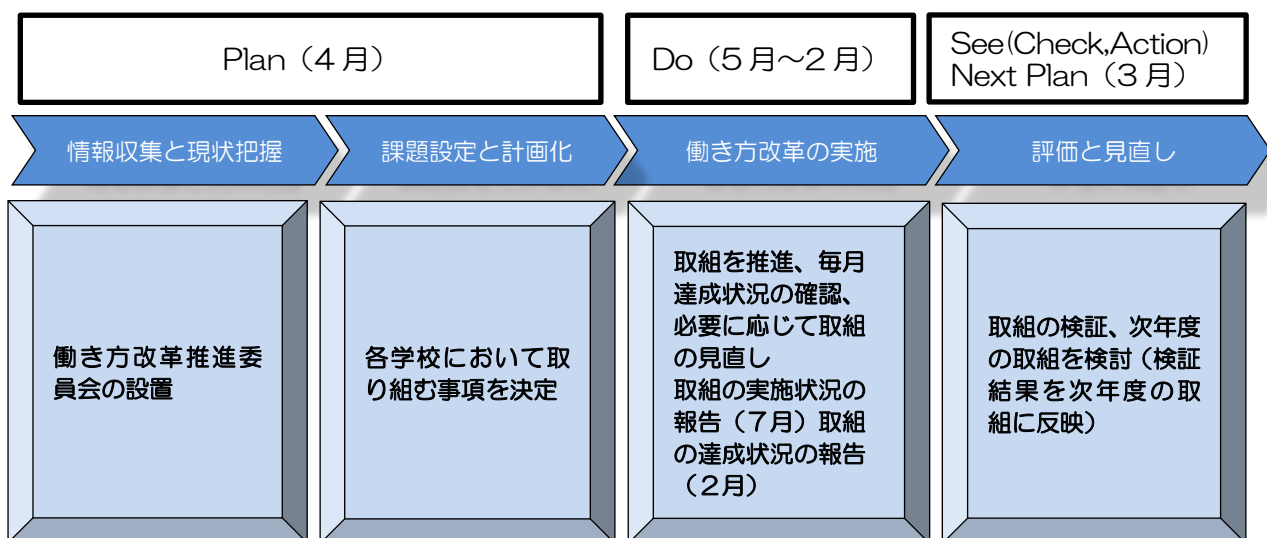 Plan（４月）
Do（５月～２月）
See(Check,Action)
Next Plan（３月）
情報収集と現状把握
課題設定と計画化
働き方改革の実施
評価と見直し
働き方改革推進委
員会の設置
各学校において取
り組む事項を決定
取組を推進、毎月
達成状況の確認、
必要に応じて取組
の見直し
取組の実施状況の
報告（７月）取組
の達成状況の報告
（２月）
取組の検証、次年度
の取組を検討（検証
結果を次年度の取
組に反映）